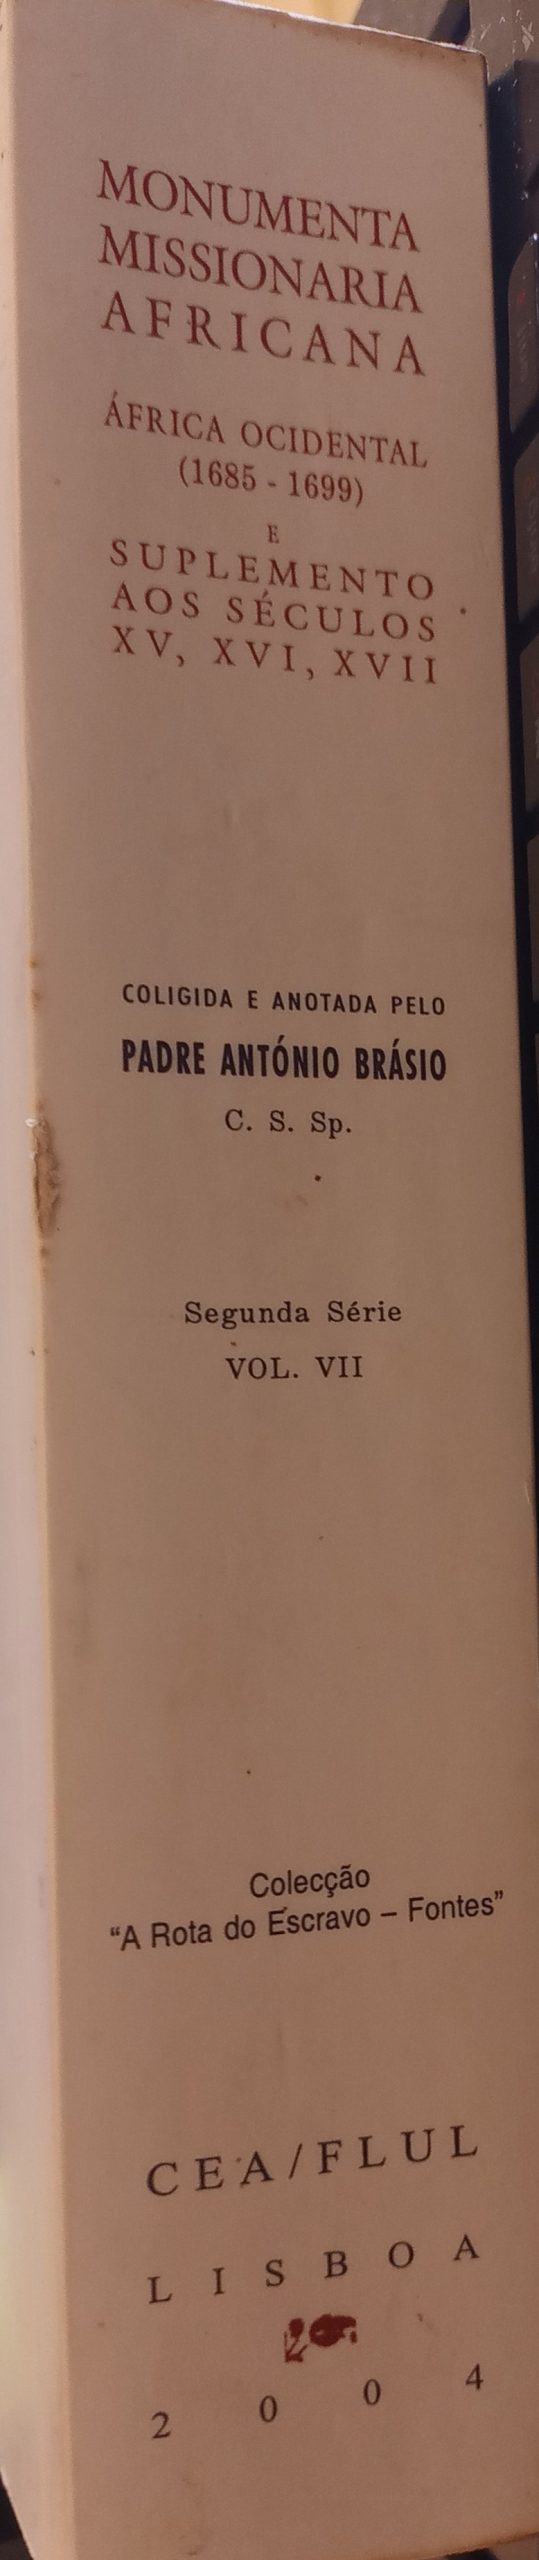 MONUMENTA
MISSIONARIA
AFRICANA
ÁFRICA OCIDENTAL
(1685 - 1699)
E
SUPLEMENTO
AOS SÉCULOS
XV, XVI, XVII
COLIGIDA E ANOTADA PELO
PADRE ANTÓNIO BRÁSIO
C. S. Sp.
Segunda Série
VOL. VII
Colecção
“A Rota do Escravo – Fontes”
CEA/FLUL
LISBOA
2004